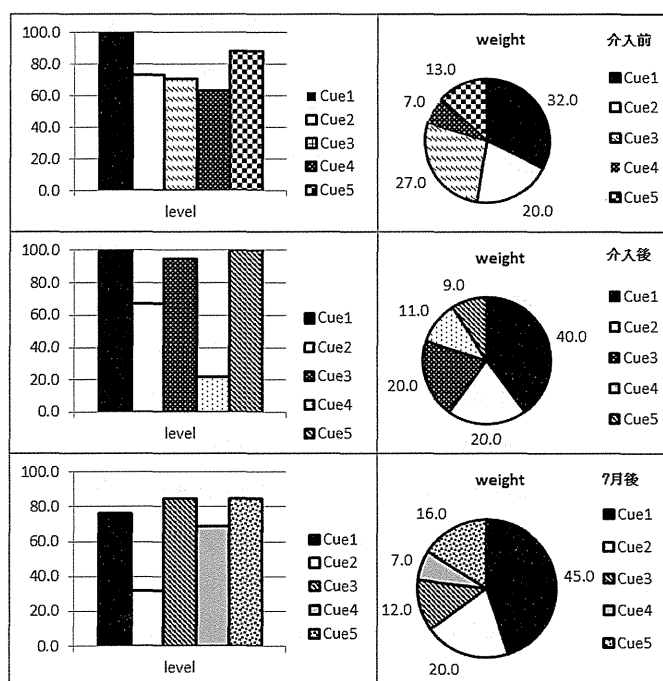 100.0
80.0
60.0
40.0
20.0
0.0
level
Cue1
Cue2
Cue3
Cue4
Cue5
weight
介入前
13.0
7.0
27.0
32.0
20.0
Cue1
Cue2
Cue3
Cue4
Cue5
100.0
80.0
60.0
40.0
20.0
0.0
level
Cue1
Cue2
Cue3
Cue4
Cue5
weight
介入後
9.0
11.0
20.0
40.0
20.0
Cue1
Cue2
Cue3
Cue4
Cue5
100.0
80.0
60.0
40.0
20.0
0.0
level
Cue1
Cue2
Cue3
Cue4
Cue5
weight
7月後
16.0
7.0
12.0
45.0
20.0
Cue1
Cue2
Cue3
Cue4
Cue5